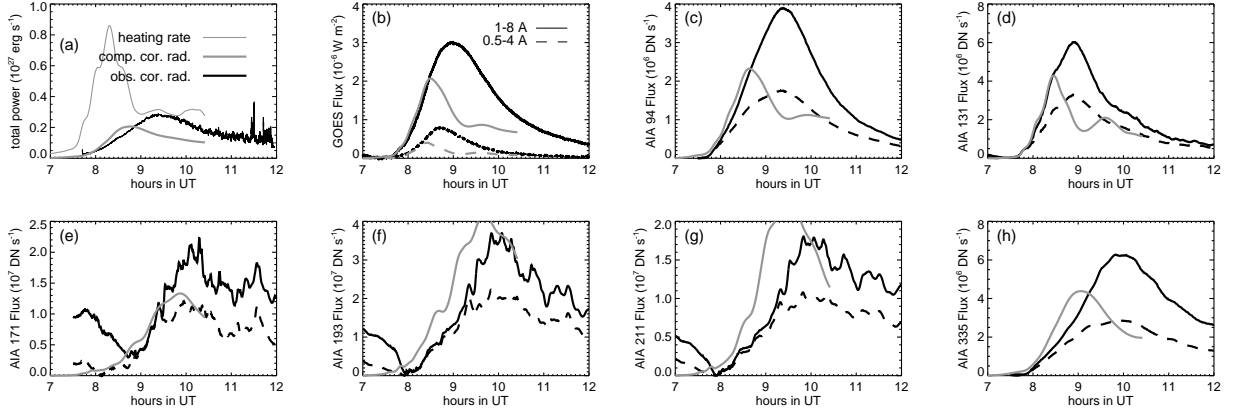 (a)
heating rate
comp. cor. rad.
obs. cor. rad.
total power (10^27 erg s^-1)
1.0
0.8
0.6
0.4
0.2
0.0
7 8 9 10 11 12
hours in UT
(b)
1-8 A
0.5-4 A
GOES Flux (10^-6 W m^-2)
4
3
2
1
0
7 8 9 10 11 12
hours in UT
(c)
AIA 94 Flux (10^6 DN s^-1)
4
3
2
1
0
7 8 9 10 11 12
hours in UT
(d)
AIA 131 Flux (10^6 DN s^-1)
8
6
4
2
0
7 8 9 10 11 12
hours in UT
(e)
AIA 171 Flux (10^7 DN s^-1)
2.5
2.0
1.5
1.0
0.5
0.0
7 8 9 10 11 12
hours in UT
(f)
AIA 193 Flux (10^7 DN s^-1)
4
3
2
1
0
7 8 9 10 11 12
hours in UT
(g)
AIA 211 Flux (10^7 DN s^-1)
2.0
1.5
1.0
0.5
0.0
7 8 9 10 11 12
hours in UT
(h)
AIA 335 Flux (10^6 DN s^-1)
8
6
4
2
0
7 8 9 10 11 12
hours in UT